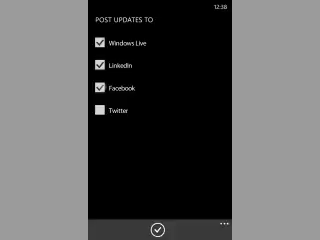 12:38
POST UPDATES TO
Windows Live
LinkedIn
Facebook
Twitter